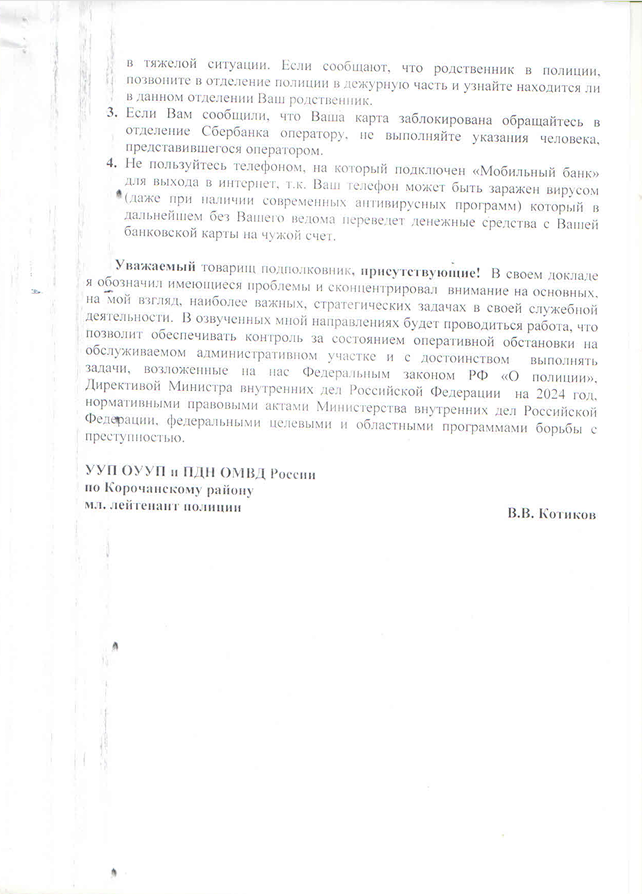 в тяжелой ситуации. Если сообщают, что родственник в полиции,
позвоните в отделение полиции в дежурную часть и узнайте находится ли
в данном отделении Ваш родственник.
3. Если Вам сообщили, что Ваша карта заблокирована обращайтесь в
отделение Сбербанка оператору, не выполняйте указания человека,
представившегося оператором.
4. Не пользуйтесь телефоном, на который подключен «Мобильный банк»
для выхода в интернет, т.к. Ваш телефон может быть заражен вирусом
(даже при наличии современных антивирусных программ) который в
дальнейшем без Вашего ведома переведет денежные средства с Вашей
банковской карты на чужой счет.
Уважаемый товарищ подполковник, присутствующие! В своем докладе
я обозначил имеющиеся проблемы и сконцентрировал внимание на основных,
на мой взгляд, наиболее важных, стратегических задачах в своей служебной
деятельности. В озвученных мной направлениях будет проводиться работа, что
позволит обеспечивать контроль за состоянием оперативной обстановки на
обслуживаемом административном участке и с достоинством выполнять
задачи, возложенные на нас Федеральным законом РФ «О полиции»,
Директивой Министра внутренних дел Российской Федерации на 2024 год,
нормативными правовыми актами Министерства внутренних дел Российской
Федерации, федеральными целевыми и областными программами борьбы с
преступностью.
УУП ОУУП и ПДН ОМВД России
по Корочанскому району
мл. лейтенант полиции В.В. Котиков